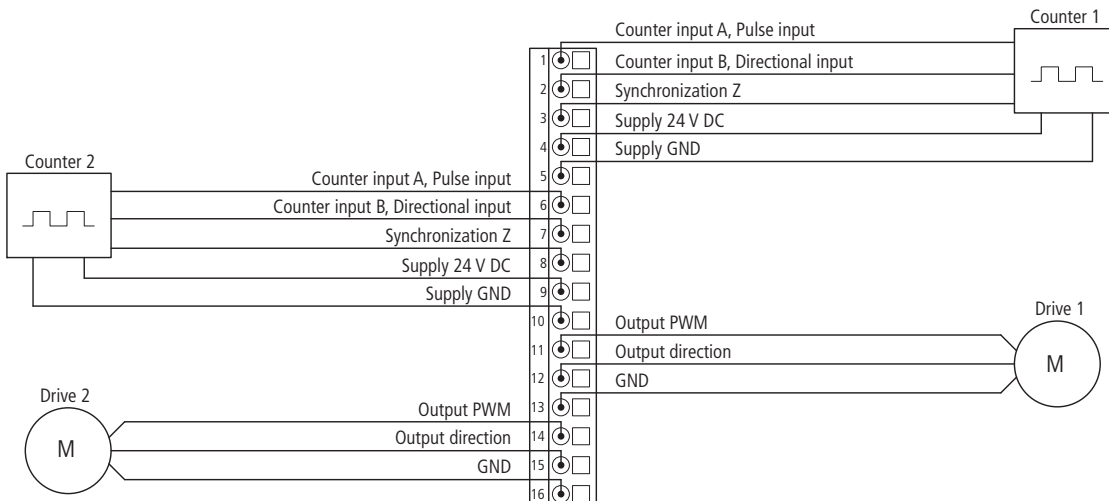 Counter 1
Counter input A, Pulse input
1
Counter input B, Directional input
2
Synchronization Z
3
Supply 24 V DC
4
Supply GND
5
Counter 2
Counter input A, Pulse input
6
Counter input B, Directional input
7
Synchronization Z
8
Supply 24 V DC
9
Supply GND
10
Drive 1
Output PWM
11
Output direction
12
GND
M
13
Drive 2
Output PWM
14
Output direction
M
15
GND
16